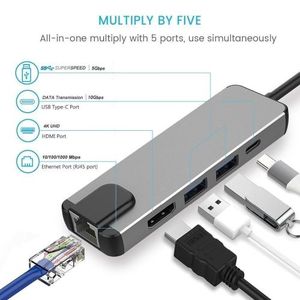 MULTIPLY BY FIVE
All-in-one multiply with 5 ports, use simultaneously
SUPERSPEED 5Gbps
DATA Transmission 10Gbps
USB Type-C Port
4K UHD
HDMI Port
10/100/1000 Mbps
Ethernet Port (RJ45 port)